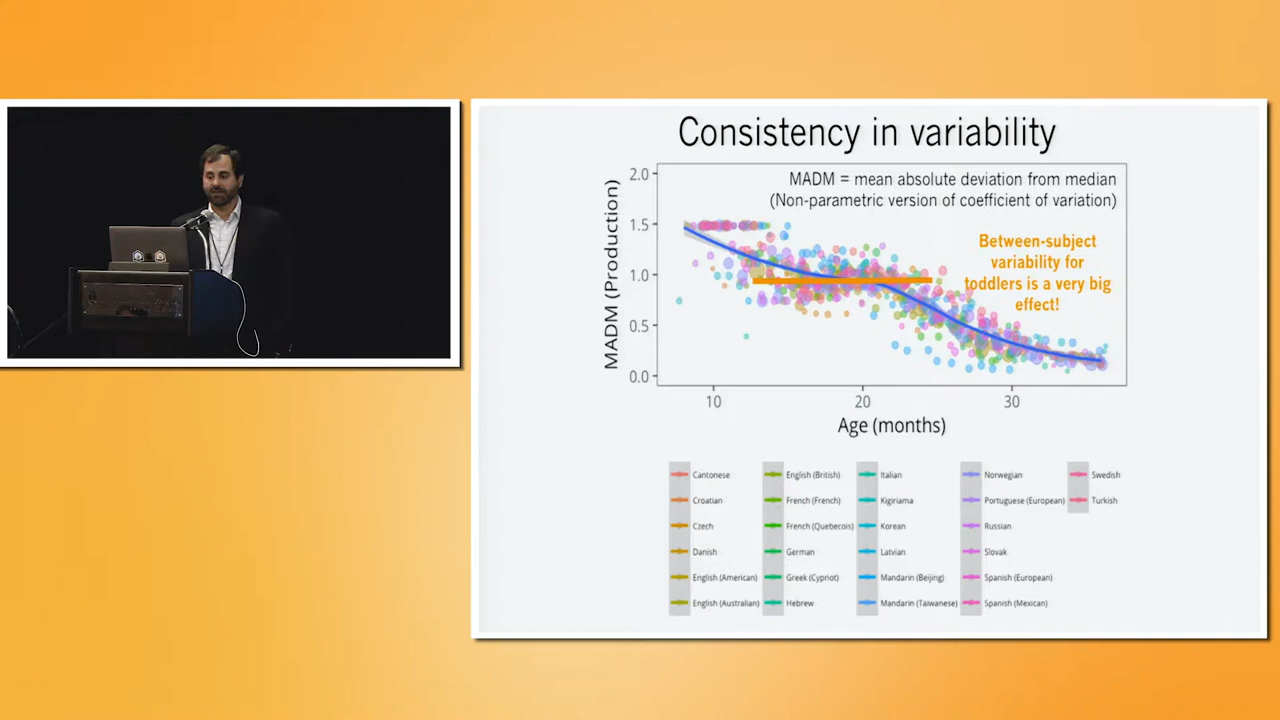 Consistency in variability
MADM = mean absolute deviation from median
(Non-parametric version of coefficient of variation)
Between-subject
variability for
toddlers is a very big
effect!
MADM (Production)
2.0
1.5
1.0
0.5
0.0
10
20
30
Age (months)
Cantonese
Croatian
Czech
Danish
English (American)
English (Australian)
English (British)
French (French)
French (Quebecois)
German
Greek (Cypriot)
Hebrew
Italian
Kigiriama
Korean
Latvian
Mandarin (Beijing)
Mandarin (Taiwanese)
Norwegian
Portuguese (European)
Russian
Slovak
Spanish (European)
Spanish (Mexican)
Swedish
Turkish